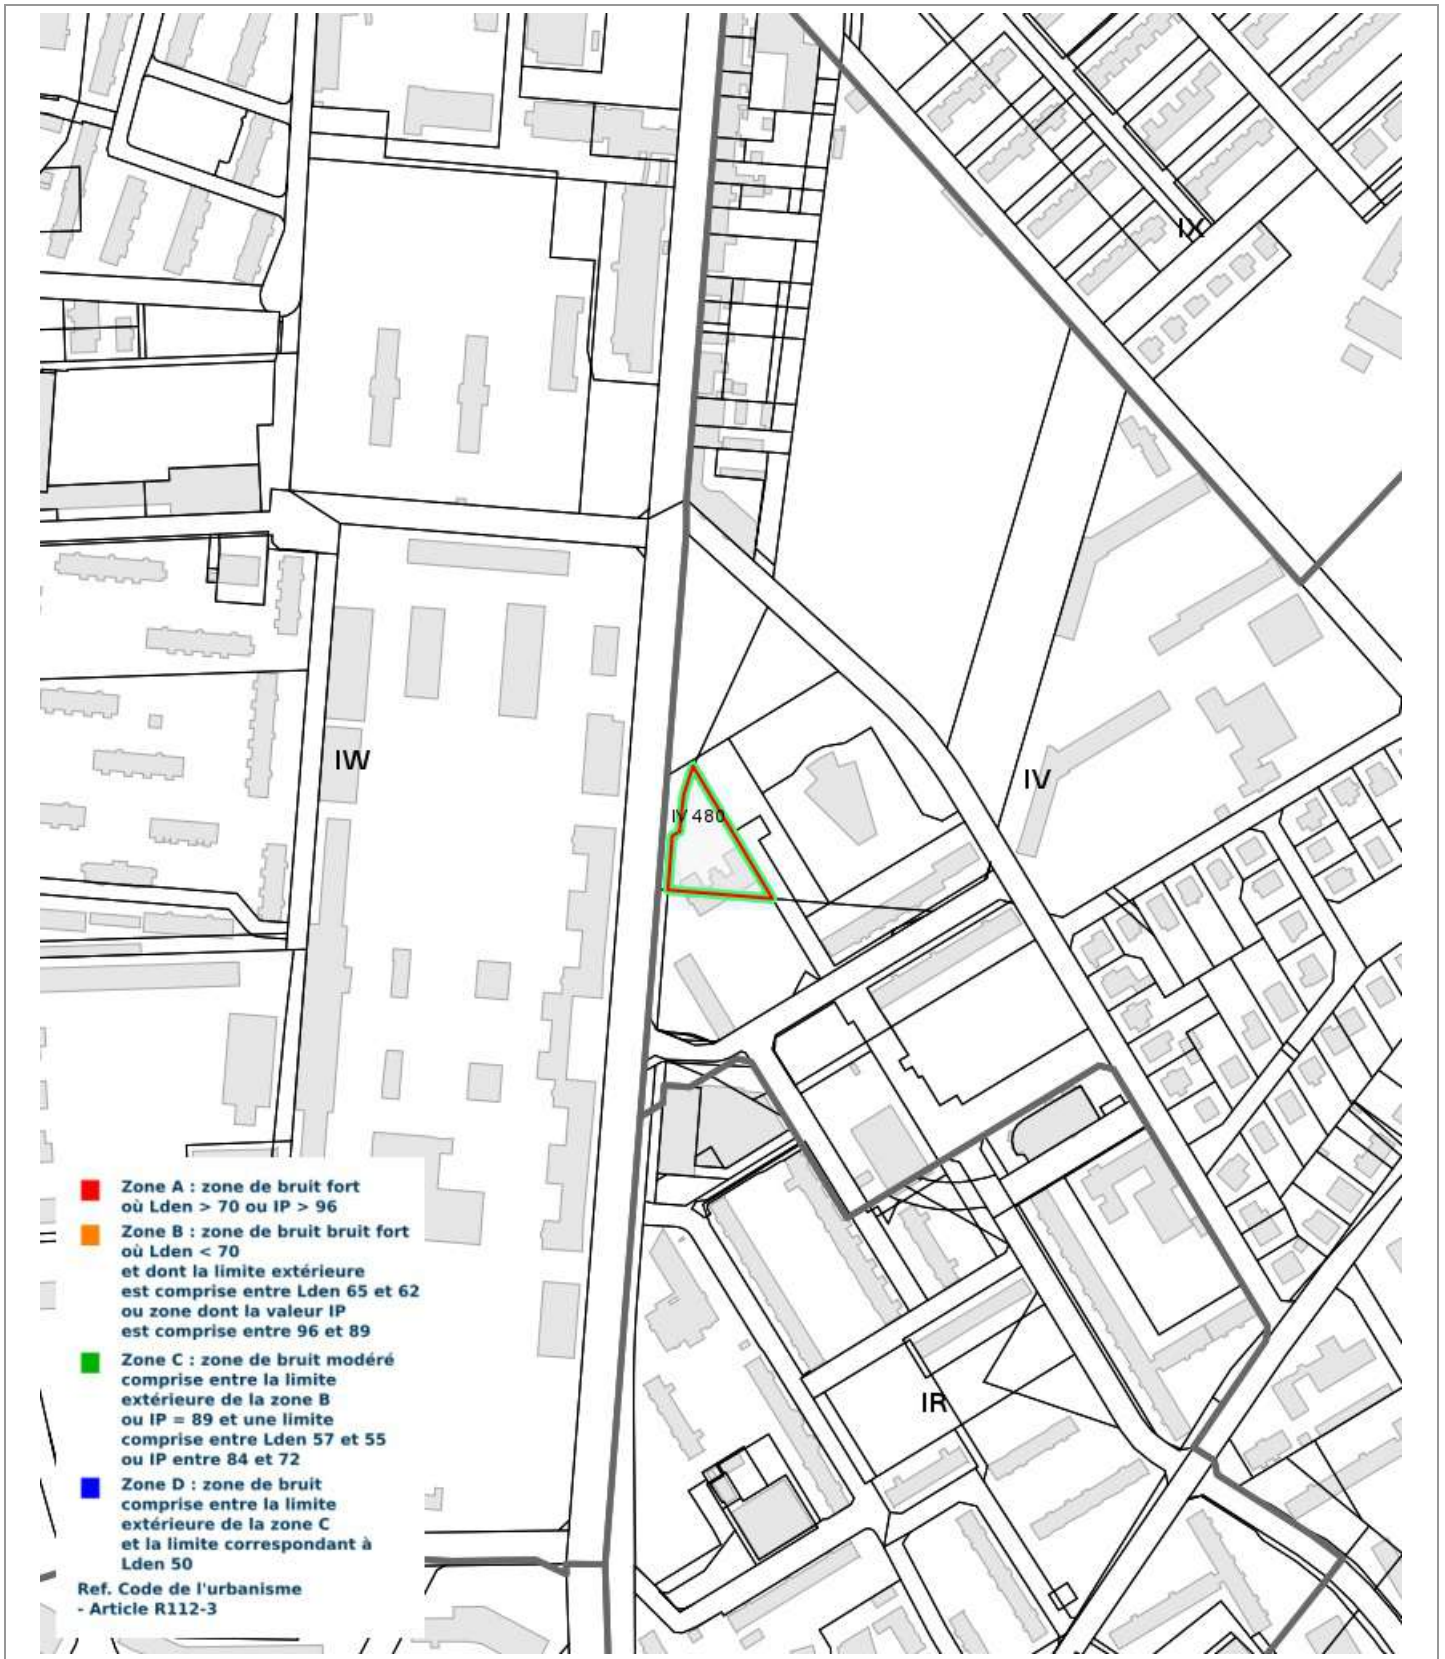 IX
IW
IV
IV 480
Zone A : zone de bruit fort
où Lden > 70 ou IP > 96
Zone B : zone de bruit bruit fort
où Lden < 70
et dont la limite extérieure
est comprise entre Lden 65 et 62
ou zone dont la valeur IP
est comprise entre 96 et 89
Zone C : zone de bruit modéré
comprise entre la limite
extérieure de la zone B
ou IP = 89 et une limite
comprise entre Lden 57 et 55
ou IP entre 84 et 72
IR
Zone D : zone de bruit
comprise entre la limite
extérieure de la zone C
et la limite correspondant à
Lden 50
Ref. Code de l'urbanisme
- Article R112-3